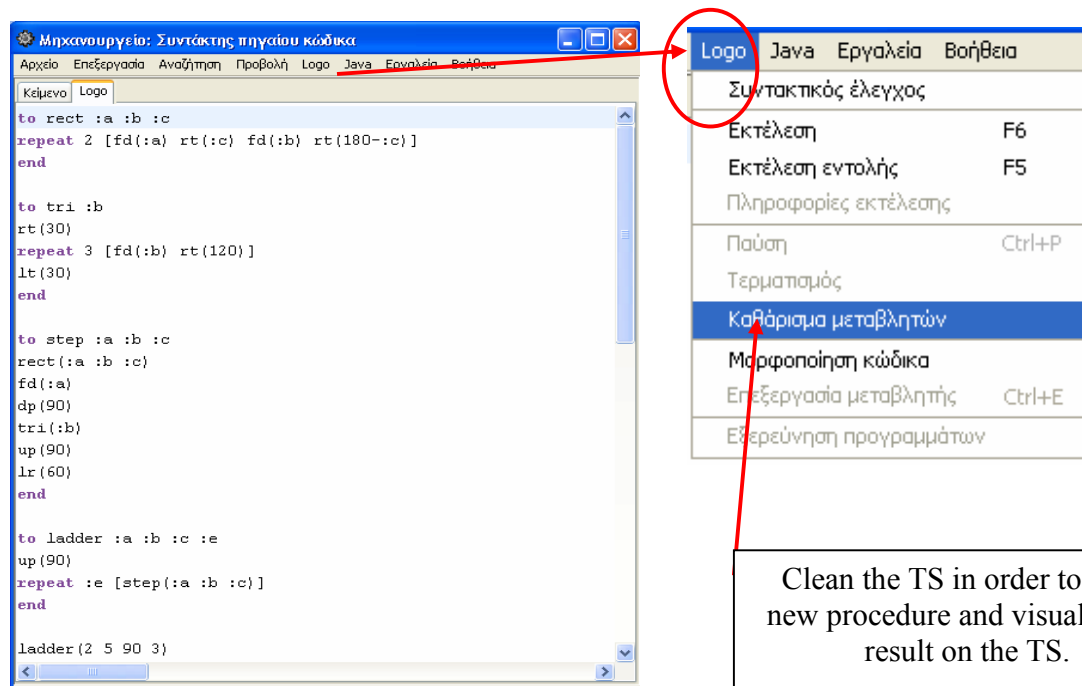 Μηχανουργείο: Συντάκτης πηγαίου κώδικα
Αρχείο Επεξεργασία Αναζήτηση Προβολή Logo Java Εργαλεία Βοήθεια
Κείμενο Logo
to rect :a :b :c
repeat 2 [fd(:a) rt(:c) fd(:b) rt(180-:c)]
end
to tri :b
rt(30)
repeat 3 [fd(:b) rt(120)]
lt(30)
end
to step :a :b :c
rect(:a :b :c)
fd(:a)
dp(90)
tri(:b)
up(90)
lr(60)
end
to ladder :a :b :c :e
up(90)
repeat :e [step(:a :b :c)]
end
ladder(2 5 90 3)
Logo Java Εργαλεία Βοήθεια
Συντακτικός έλεγχος
Εκτέλεση F6
Εκτέλεση εντολής F5
Πληροφορίες εκτέλεσης
Παύση Ctrl+P
Τερματισμός
Καθάρισμα μεταβλητών
Μορφοποίηση κώδικα
Επεξεργασία μεταβλητής Ctrl+E
Εξερεύνηση προγραμμάτων
Clean the TS in order to
new procedure and visual
result on the TS.